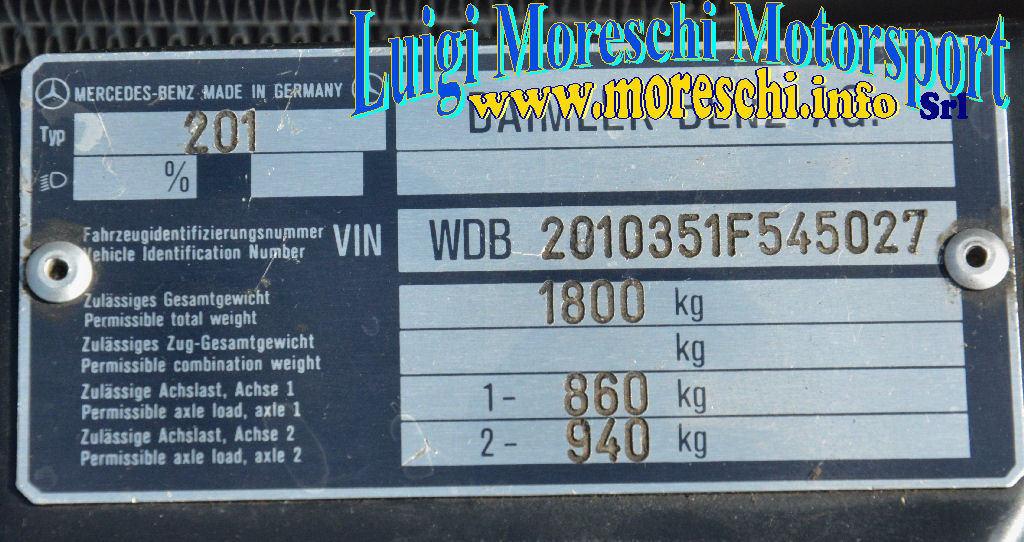 Luigi Moreschi Motorsport
www.moreschi.info Srl
MERCEDES-BENZ MADE IN GERMANY
DAIMLER-BENZ AG.
Typ 201
%
Fahrzeugidentifizierungsnummer
Vehicle Identification Number
VIN WDB 2010351F545027
Zulässiges Gesamtgewicht
Permissible total weight
1800 kg
Zulässiges Zug-Gesamtgewicht
Permissible combination weight
kg
Zulässige Achslast, Achse 1
Permissible axle load, axle 1
1- 860 kg
Zulässige Achslast, Achse 2
Permissible axle load, axle 2
2- 940 kg